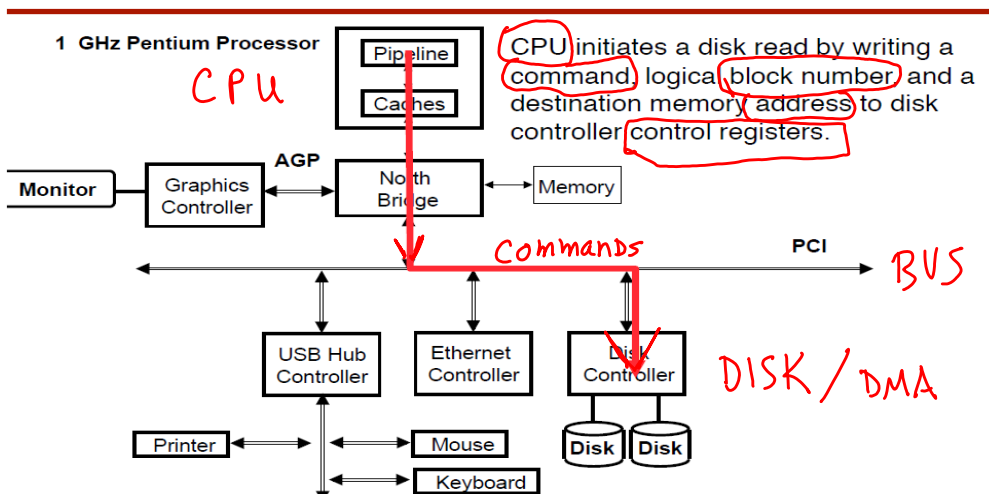 1 GHz Pentium Processor
CPU
Pipeline
Caches
CPU initiates a disk read by writing a
command, logical block number, and a
destination memory address to disk
controller control registers.
AGP
Monitor
Graphics
Controller
North
Bridge
Memory
Commands
PCI
BUS
USB Hub
Controller
Ethernet
Controller
Disk
Controller
DISK / DMA
Printer
Mouse
Keyboard
Disk
Disk